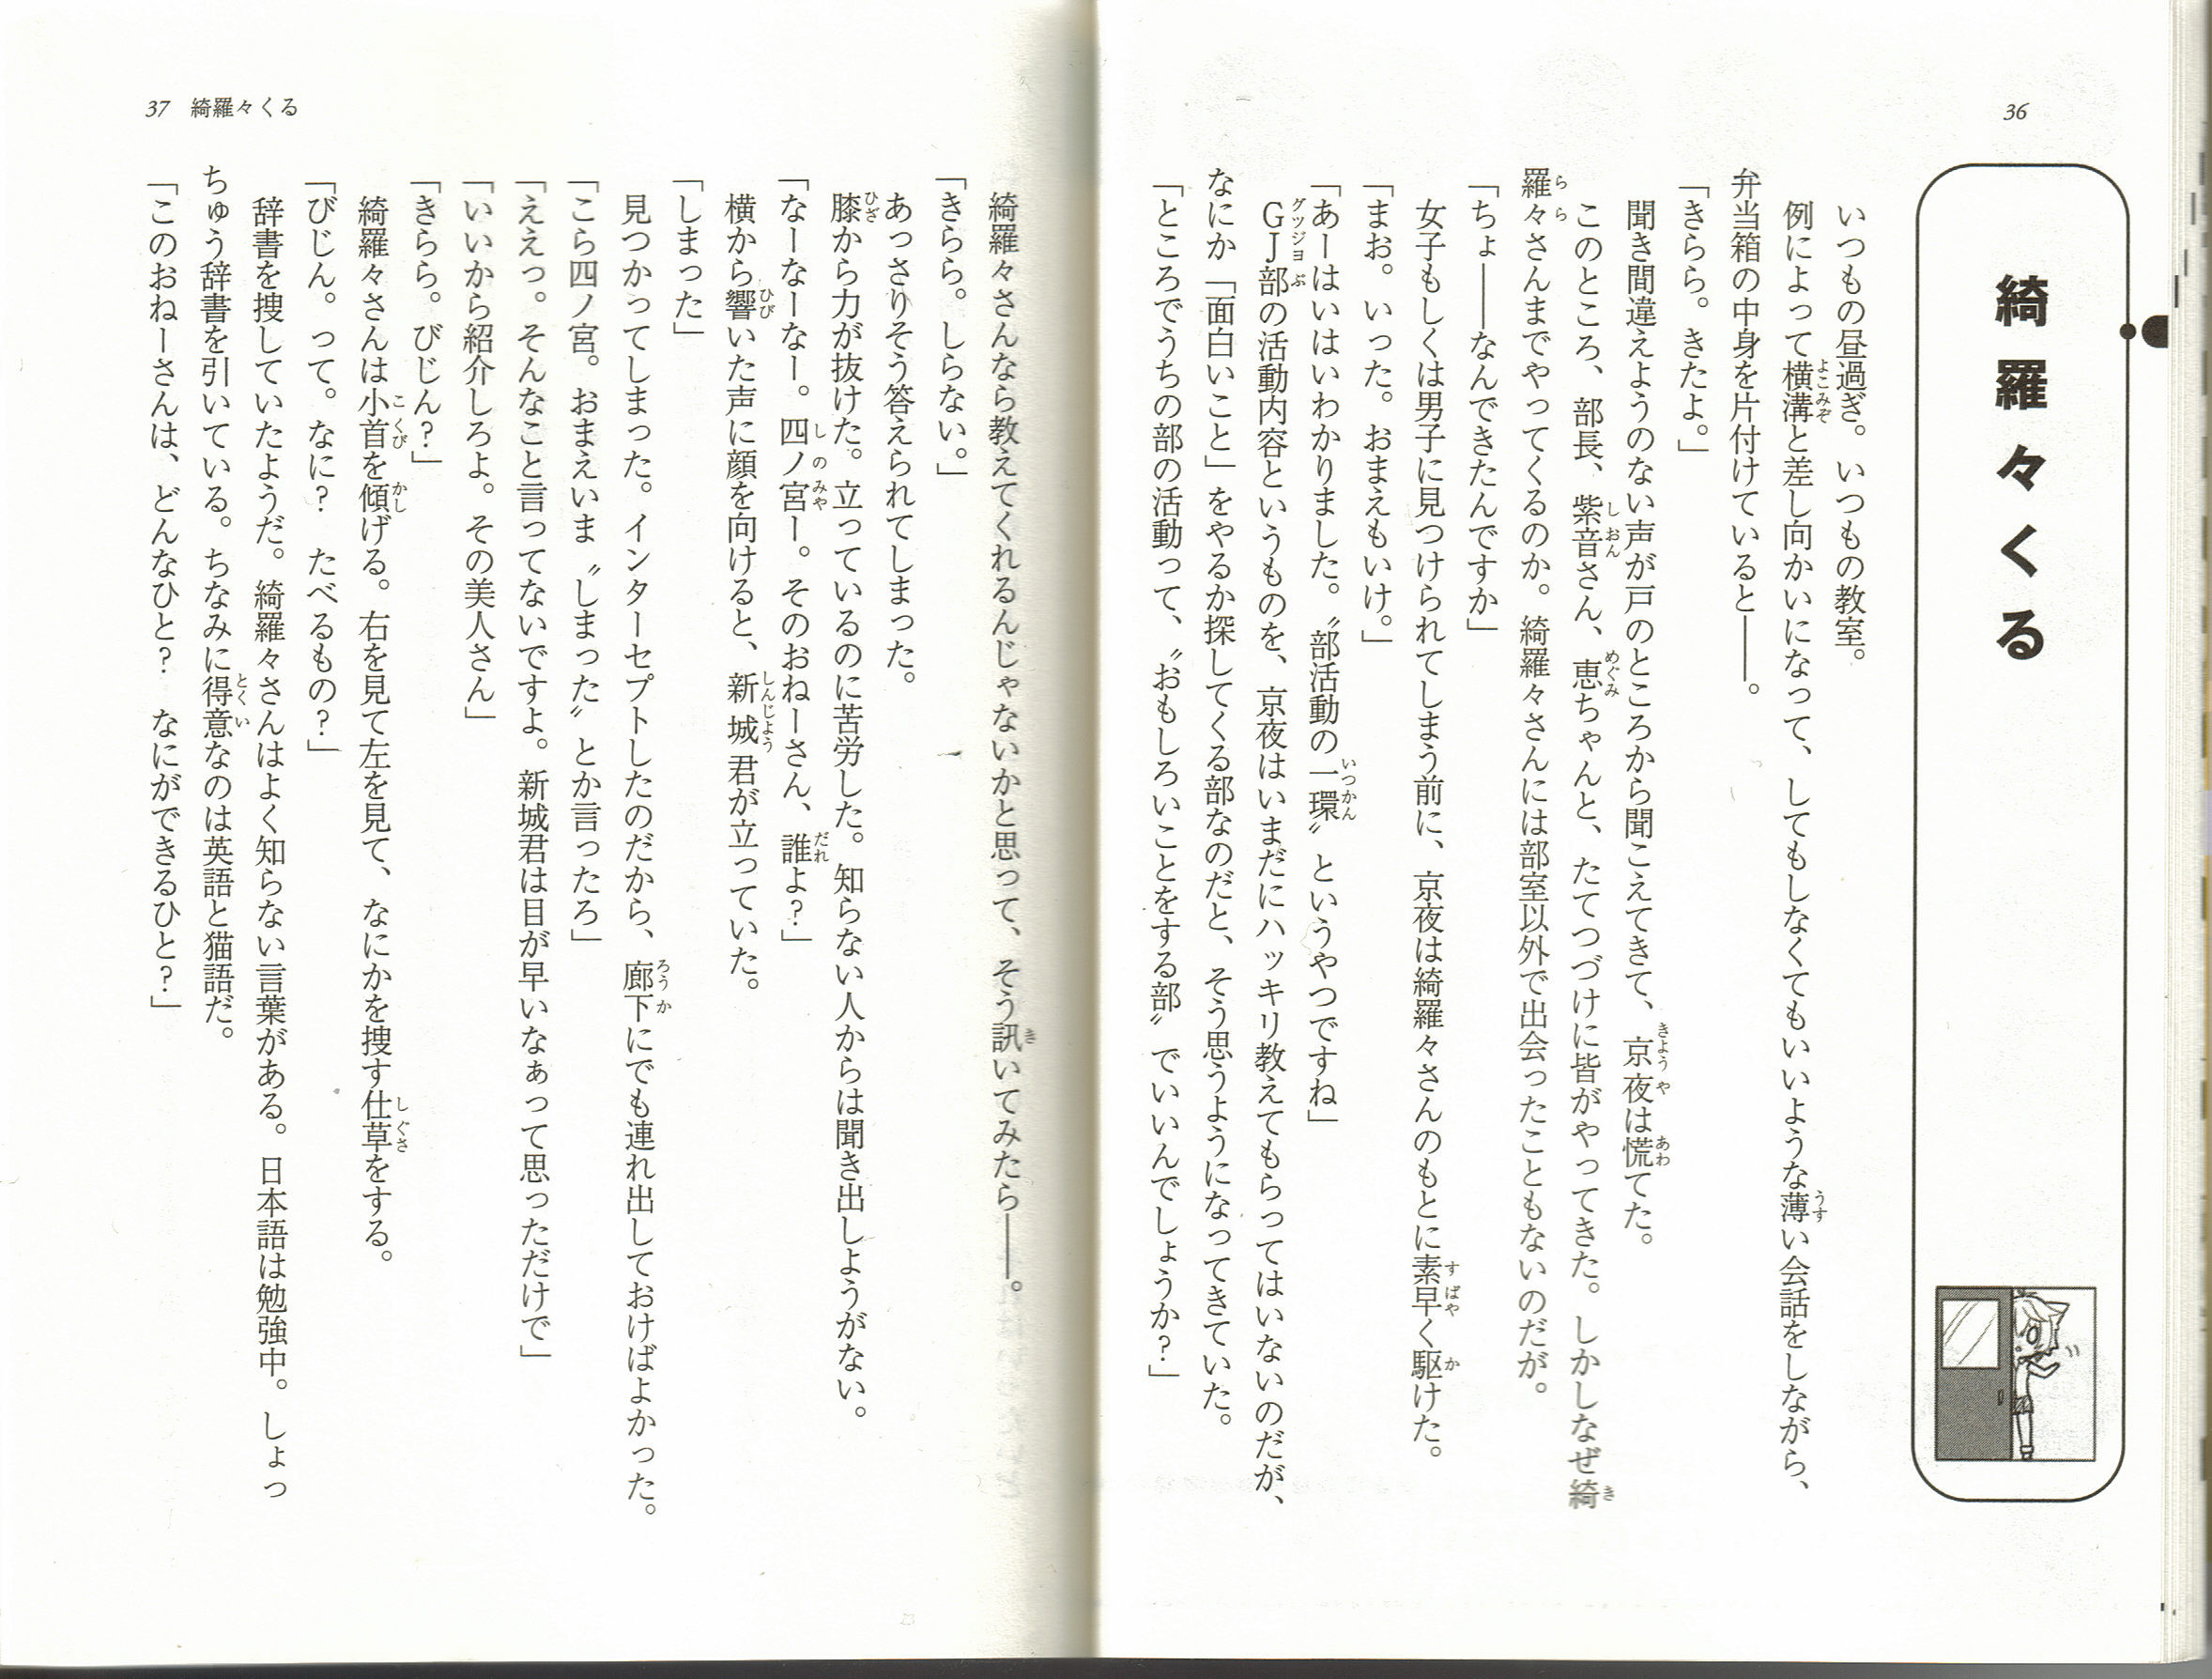 36
綺羅々くる
いつもの昼過ぎ。いつもの教室。
例によって横溝と差し向かいになって、してもしなくてもいいような薄い会話をしながら、
弁当箱の中身を片付けていると――。
「きらら。きたよ。」
聞き間違えようのない声が戸のところから聞こえてきて、京夜は慌てた。
このところ、部長、紫音さん、恵ちゃんと、たてつづけに皆がやってきた。しかしなぜ綺
羅々さんまでやってくるのか。綺羅々さんには部室以外で出会ったこともないのだが。
「ちょ――なんできたんですか」
女子もしくは男子に見つけられてしまう前に、京夜は綺羅々さんのもとに素早く駆けた。
「まお。いった。おまえもいけ。」
「あーはいはいわかりました。〝部活動の一環〟というやつですね」
ＧＪ部の活動内容というものを、京夜はいまだにハッキリ教えてもらってはいないのだが、
なにか「面白いこと」をやるか探してくる部なのだと、そう思うようになってきていた。
「ところでうちの部の活動って、〝おもしろいことをする部〟でいいんでしょうか？」
37 綺羅々くる
綺羅々さんなら教えてくれるんじゃないかと思って、そう訊いてみたら――。
「きらら。しらない。」
あっさりそう答えられてしまった。
膝から力が抜けた。立っているのに苦労した。知らない人からは聞き出しようがない。
「なーなーなー。四ノ宮ー。そのおねーさん、誰よ？」
横から響いた声に顔を向けると、新城君が立っていた。
「しまった」
見つかってしまった。インターセプトしたのだから、廊下にでも連れ出しておけばよかった。
「こら四ノ宮。おまえいま〝しまった〟とか言ったろ」
「ええっ。そんなこと言ってないですよ。新城君は目が早いなぁって思っただけで」
「いいから紹介しろよ。その美人さん」
「きらら。びじん？」
綺羅々さんは小首を傾げる。右を見て左を見て、なにかを捜す仕草をする。
「びじん。って。なに？　たべるもの？」
辞書を捜していたようだ。綺羅々さんはよく知らない言葉がある。日本語は勉強中。しょっ
ちゅう辞書を引いている。ちなみに得意なのは英語と猫語だ。
「このおねーさんは、どんなひと？　なにができるひと？」